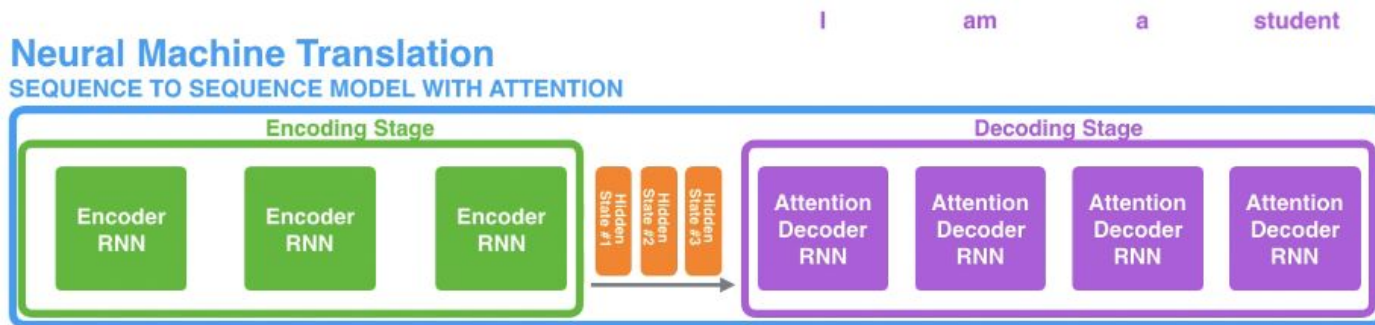 I am a student
Neural Machine Translation
SEQUENCE TO SEQUENCE MODEL WITH ATTENTION
Encoding Stage
Decoding Stage
Encoder
RNN
Encoder
RNN
Encoder
RNN
Hidden
State #1
Hidden
State #2
Hidden
State #3
Attention
Decoder
RNN
Attention
Decoder
RNN
Attention
Decoder
RNN
Attention
Decoder
RNN